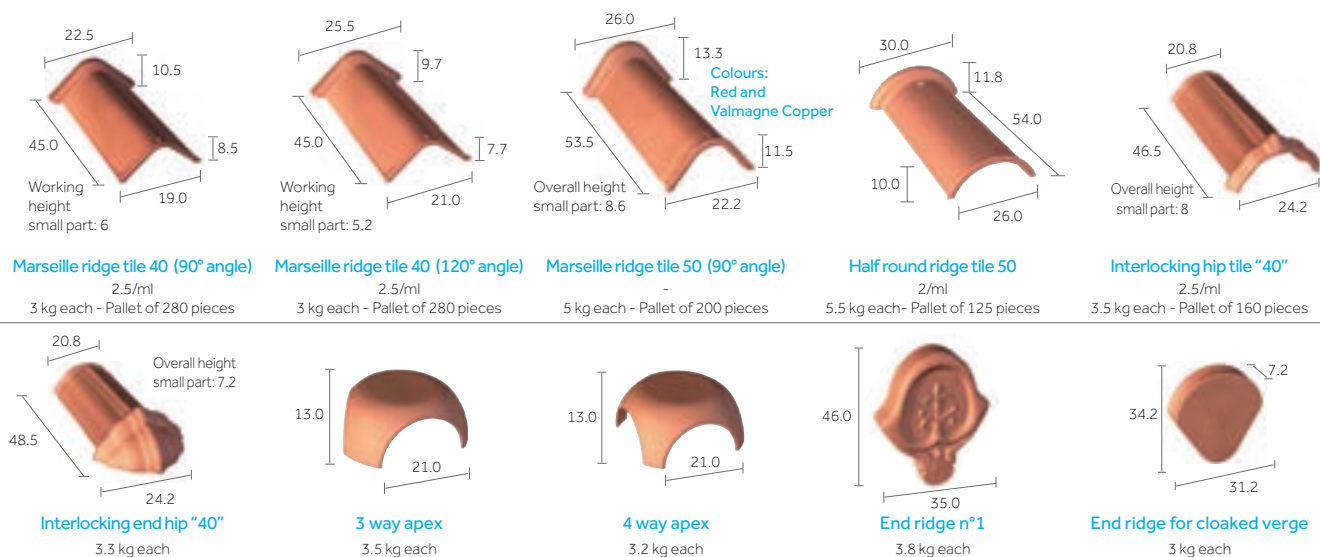 22.5
10.5
45.0
8.5
19.0
Working
height
small part: 6
Marseille ridge tile 40 (90° angle)
2.5/ml
3 kg each - Pallet of 280 pieces
25.5
9.7
45.0
7.7
21.0
Working
height
small part: 5.2
Marseille ridge tile 40 (120° angle)
2.5/ml
3 kg each - Pallet of 280 pieces
26.0
13.3
Colours:
Red and
Valmagne Copper
53.5
11.5
22.2
Overall height
small part: 8.6
Marseille ridge tile 50 (90° angle)
-
5 kg each - Pallet of 200 pieces
30.0
11.8
54.0
10.0
26.0
Half round ridge tile 50
2/ml
5.5 kg each- Pallet of 125 pieces
20.8
46.5
Overall height
small part: 8
24.2
Interlocking hip tile "40"
2.5/ml
3.5 kg each - Pallet of 160 pieces
20.8
Overall height
small part: 7.2
48.5
24.2
Interlocking end hip "40"
3.3 kg each
13.0
21.0
3 way apex
3.5 kg each
13.0
21.0
4 way apex
3.2 kg each
46.0
35.0
End ridge n°1
3.8 kg each
7.2
34.2
31.2
End ridge for cloaked verge
3 kg each